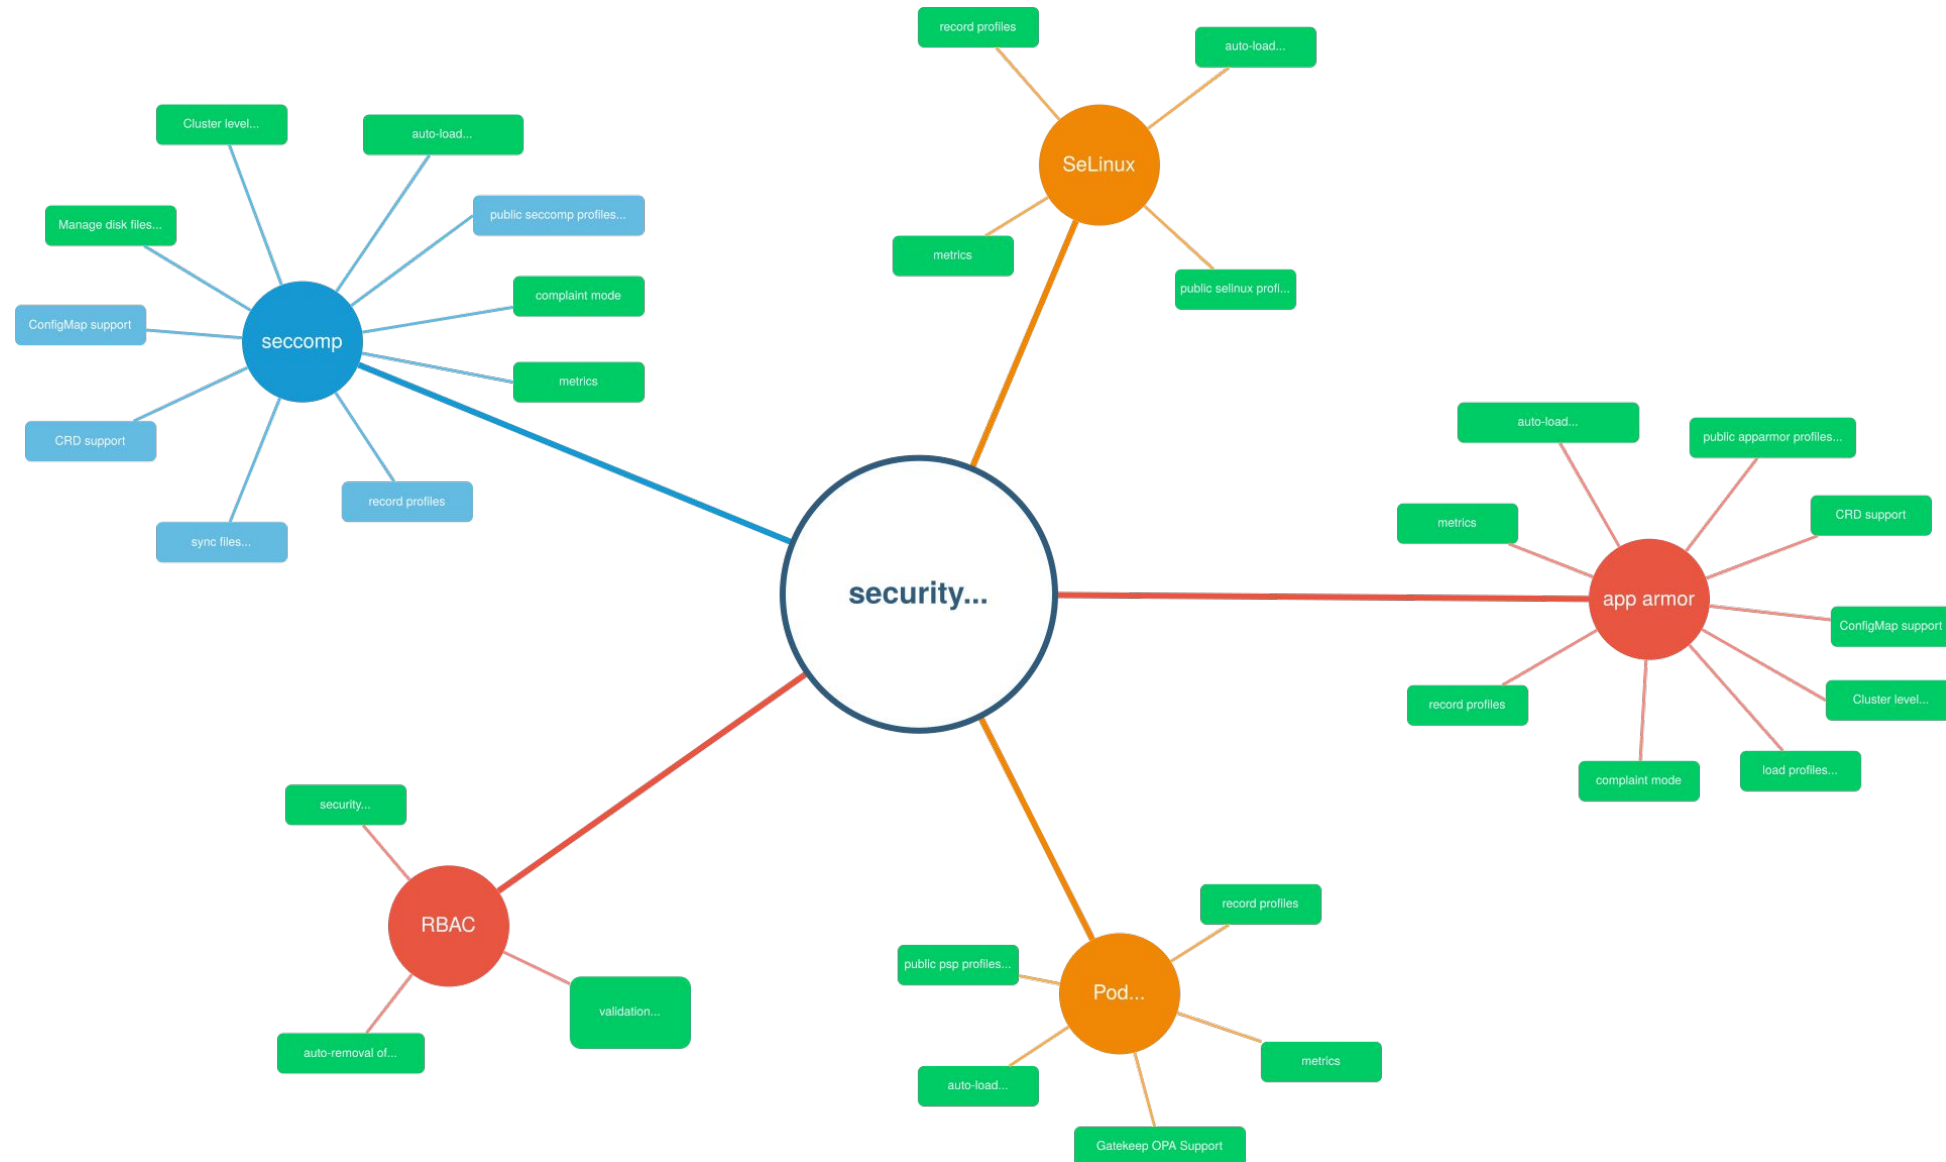 record profiles
auto-load...
SeLinux
metrics
public selinux profi...
Cluster level...
auto-load...
Manage disk files...
public seccomp profiles...
ConfigMap support
complaint mode
seccomp
metrics
CRD support
record profiles
sync files...
security...
auto-load...
public apparmor profiles...
metrics
CRD support
app armor
ConfigMap support
record profiles
Cluster level...
complaint mode
load profiles...
security...
RBAC
validation...
auto-removal of...
record profiles
public psp profiles...
Pod...
metrics
auto-load...
Gatekeep OPA Support